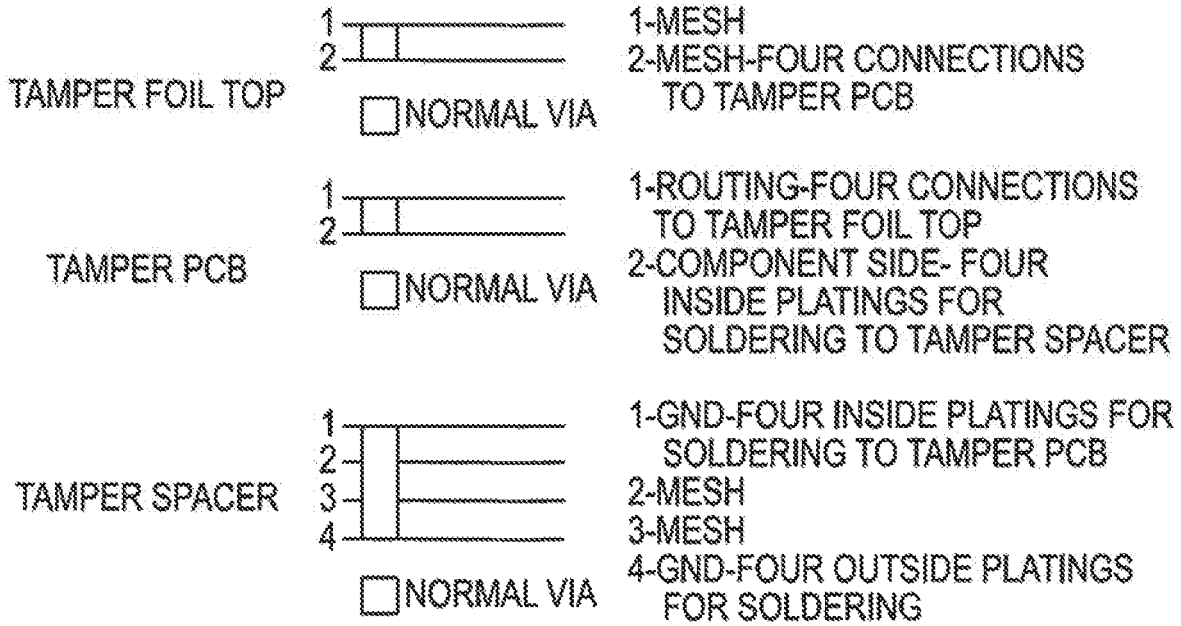 TAMPER FOIL TOP
1
2
NORMAL VIA
1-MESH
2-MESH-FOUR CONNECTIONS
TO TAMPER PCB
TAMPER PCB
1
2
NORMAL VIA
1-ROUTING-FOUR CONNECTIONS
TO TAMPER FOIL TOP
2-COMPONENT SIDE- FOUR
INSIDE PLATINGS FOR
SOLDERING TO TAMPER SPACER
TAMPER SPACER
1
2
3
4
NORMAL VIA
1-GND-FOUR INSIDE PLATINGS FOR
SOLDERING TO TAMPER PCB
2-MESH
3-MESH
4-GND-FOUR OUTSIDE PLATINGS
FOR SOLDERING